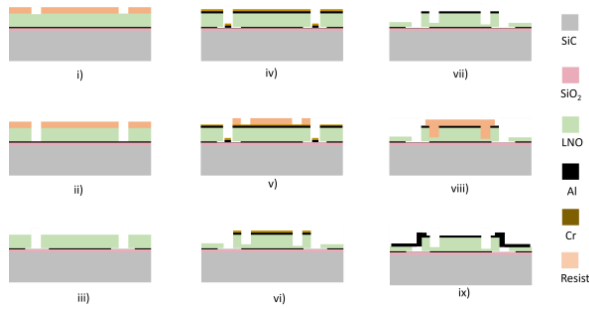 i)
iv)
vii)
SiC
SiO₂
LNO
ii)
v)
viii)
Al
Cr
iii)
vi)
ix)
Resist